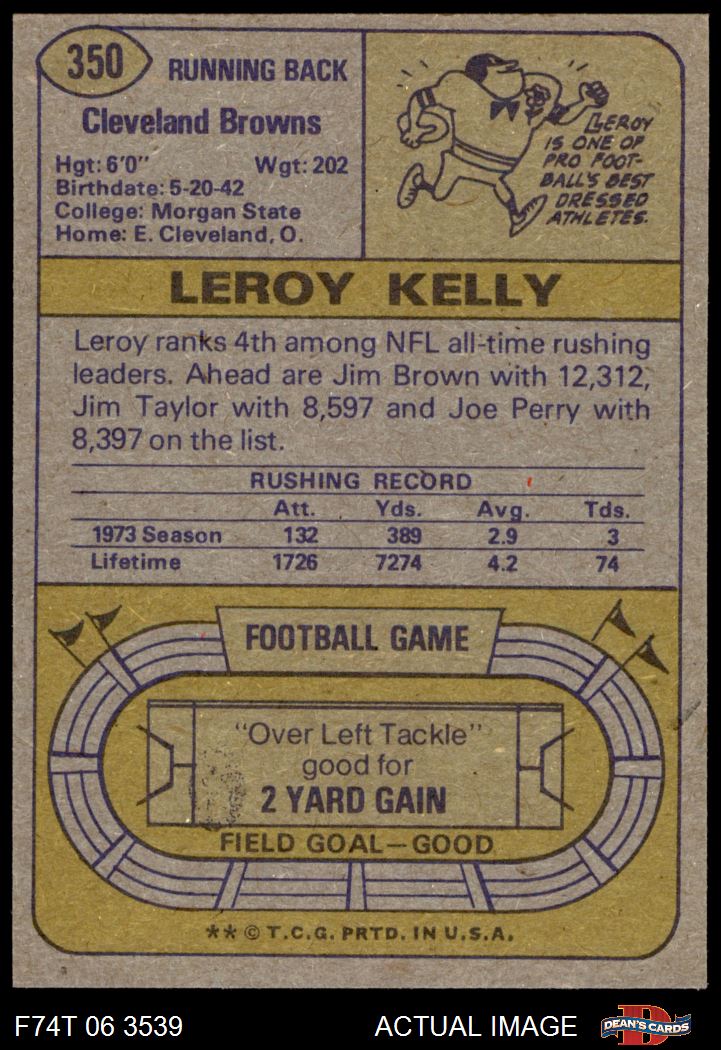 350
RUNNING BACK
Cleveland Browns
Hgt: 6'0" Wgt: 202
Birthdate: 5-20-42
College: Morgan State
Home: E. Cleveland, O.
LEROY
IS ONE OF
PRO FOOT-
BALL'S BEST
DRESSED
ATHLETES.
LEROY KELLY
Leroy ranks 4th among NFL all-time rushing
leaders. Ahead are Jim Brown with 12,312,
Jim Taylor with 8,597 and Joe Perry with
8,397 on the list.
RUSHING RECORD
Att. Yds. Avg. Tds.
1973 Season 132 389 2.9 3
Lifetime 1726 7274 4.2 74
FOOTBALL GAME
"Over Left Tackle"
good for
2 YARD GAIN
FIELD GOAL—GOOD
** © T.C.G. PRTD. IN U.S.A.
F74T 06 3539 ACTUAL IMAGE
D
DEAN'S CARDS